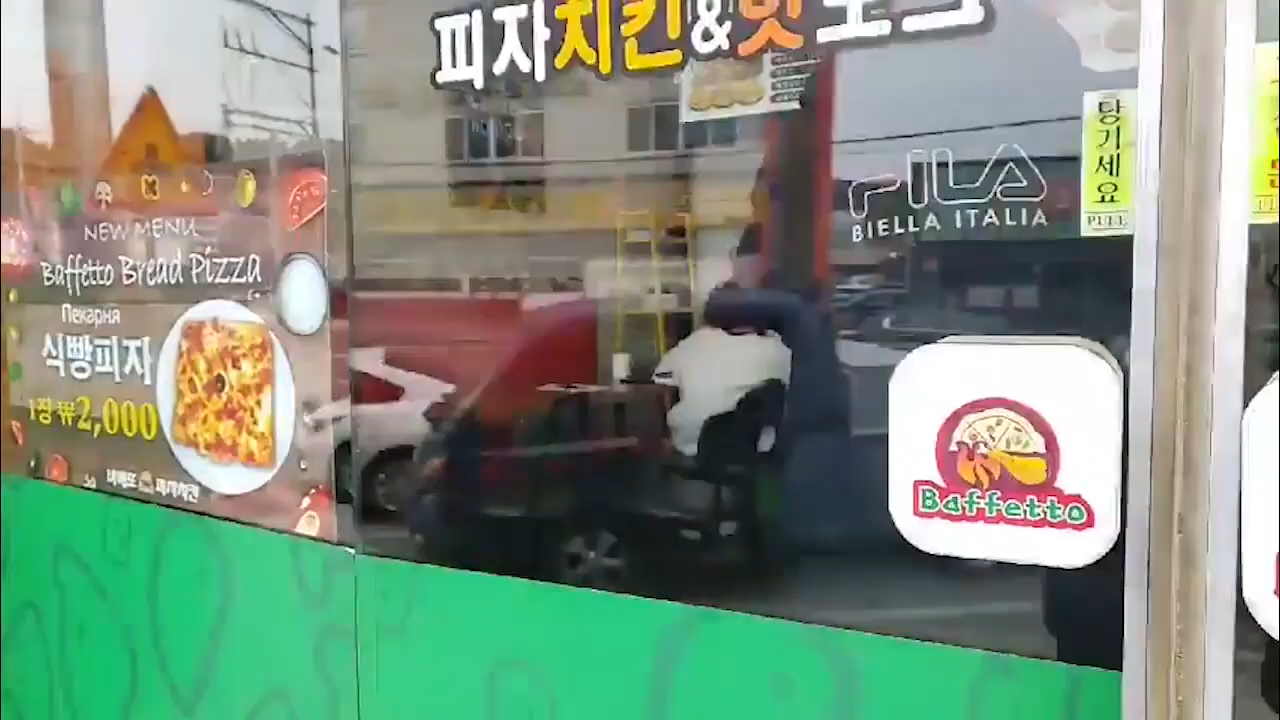 피자치킨&핫
NEW MENU
Baffetto Bread Pizza
Пекарня
식빵피자
1장 ₩2,000
FILA
BIELLA ITALIA
당기세요
PULL
Baffetto